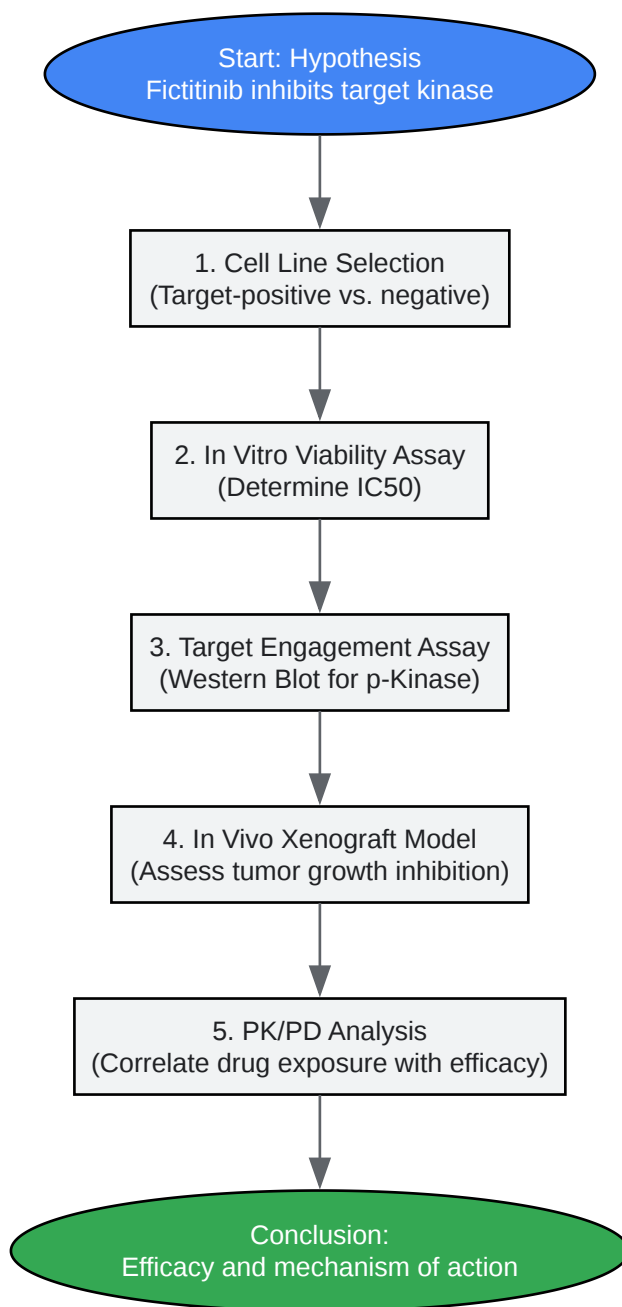 Start: Hypothesis
Fictitinib inhibits target kinase
1. Cell Line Selection
(Target-positive vs. negative)
2. In Vitro Viability Assay
(Determine IC50)
3. Target Engagement Assay
(Western Blot for p-Kinase)
4. In Vivo Xenograft Model
(Assess tumor growth inhibition)
5. PK/PD Analysis
(Correlate drug exposure with efficacy)
Conclusion:
Efficacy and mechanism of action